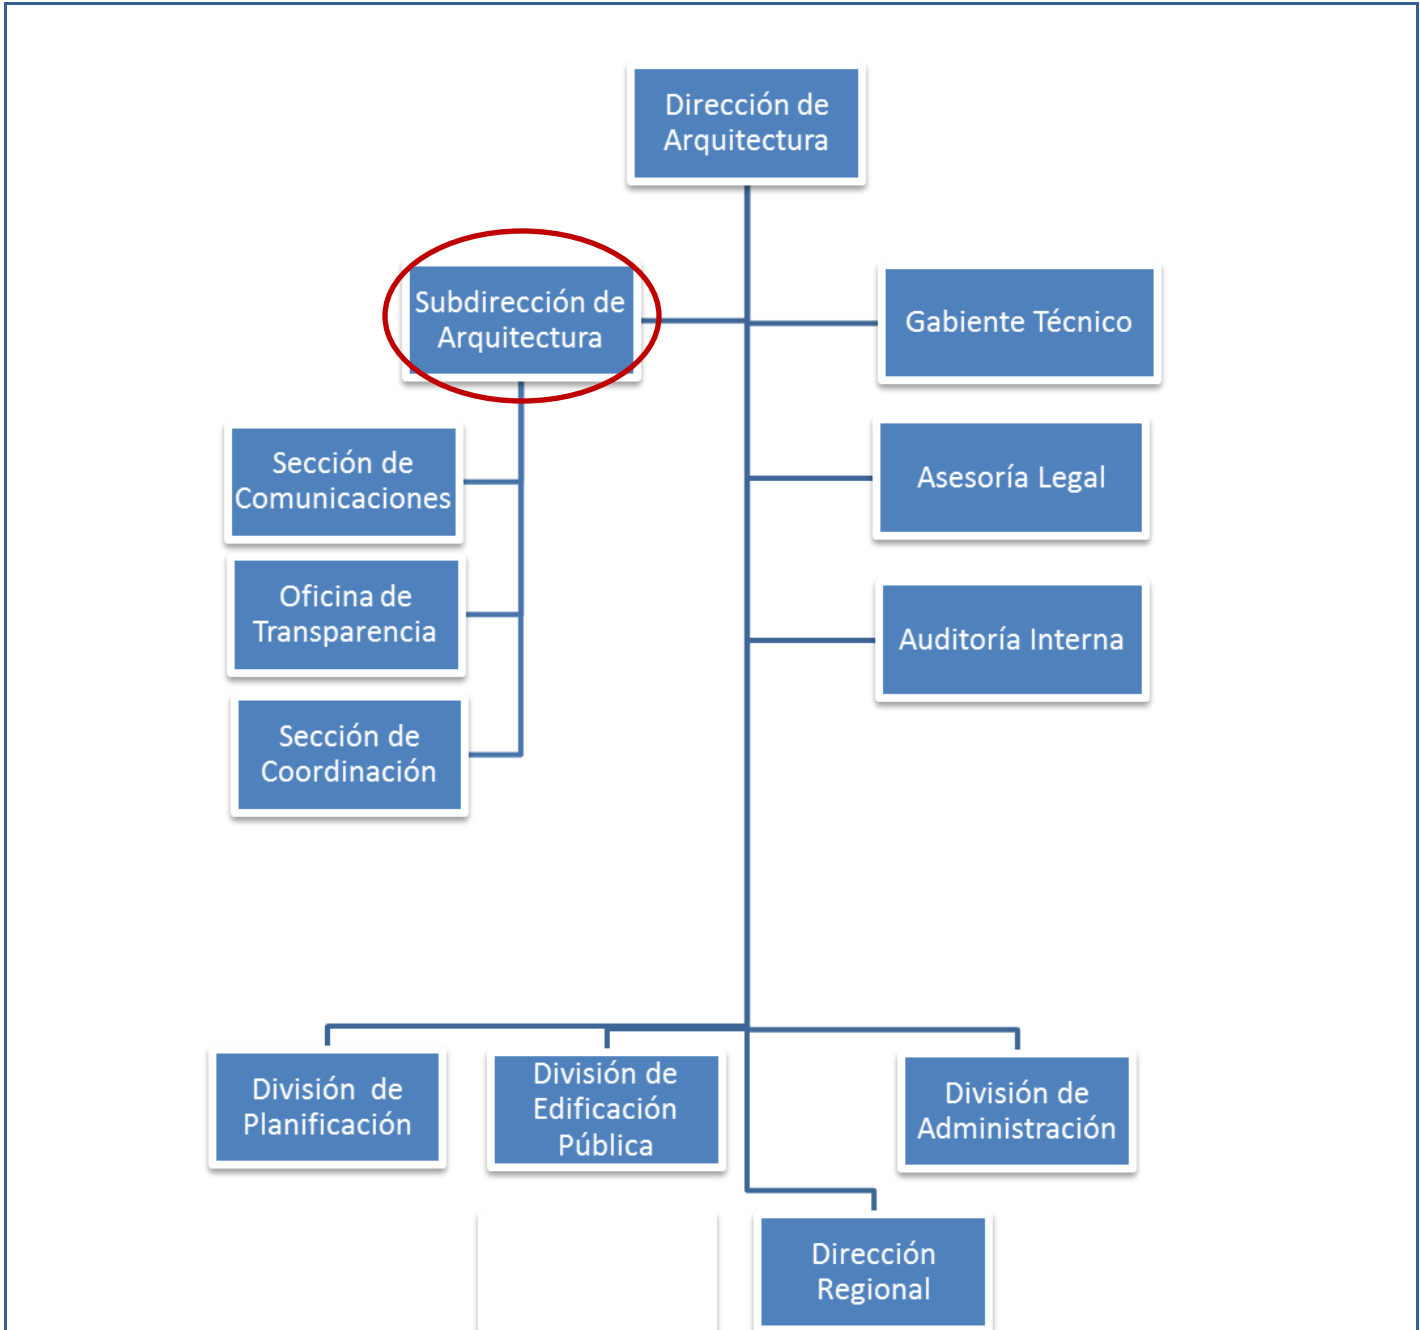 Dirección de
Arquitectura
Subdirección de
Arquitectura
Gabiente Técnico
Sección de
Comunicaciones
Asesoría Legal
Oficina de
Transparencia
Auditoría Interna
Sección de
Coordinación
División  de
Planificación
División de
Edificación
Pública
División de
Administración
Dirección
Regional